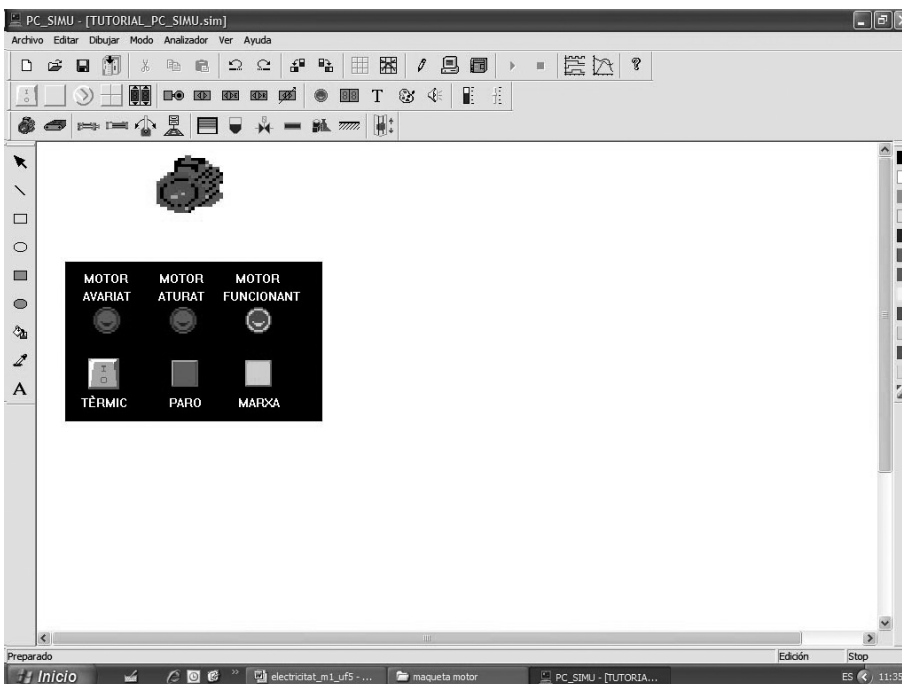 PC_SIMU - [TUTORIAL_PC_SIMU.sim]
Archivo Editar Dibujar Modo Analizador Ver Ayuda
T
A
MOTOR AVARIAT
MOTOR ATURAT
MOTOR FUNCIONANT
I
O
TÈRMIC
PARO
MARXA
Preparado
Edición
Stop
Inicio
electricitat_m1_uf5 - ...
maqueta motor
PC_SIMU - [TUTORIA...
ES
11:35